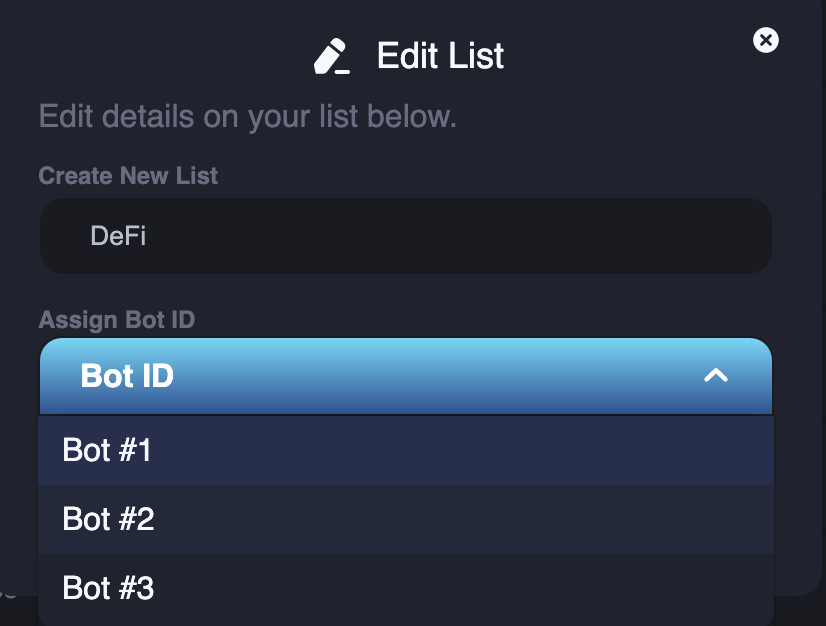 Edit List
Edit details on your list below.
Create New List
DeFi
Assign Bot ID
Bot ID
Bot #1
Bot #2
Bot #3